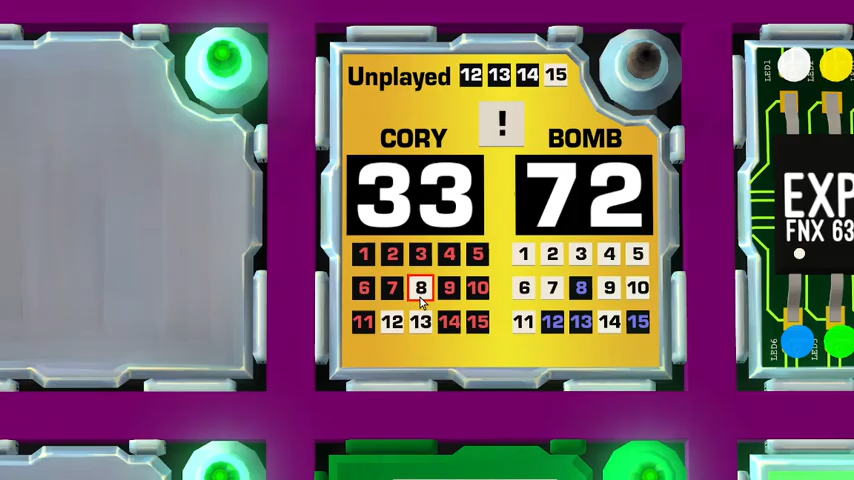 Unplayed 12 13 14 15
!
CORY BOMB
33 72
1 2 3 4 5 1 2 3 4 5
6 7 8 9 10 6 7 8 9 10
11 12 13 14 15 11 12 13 14 15
LED1
EXP
FNX 63
LED6